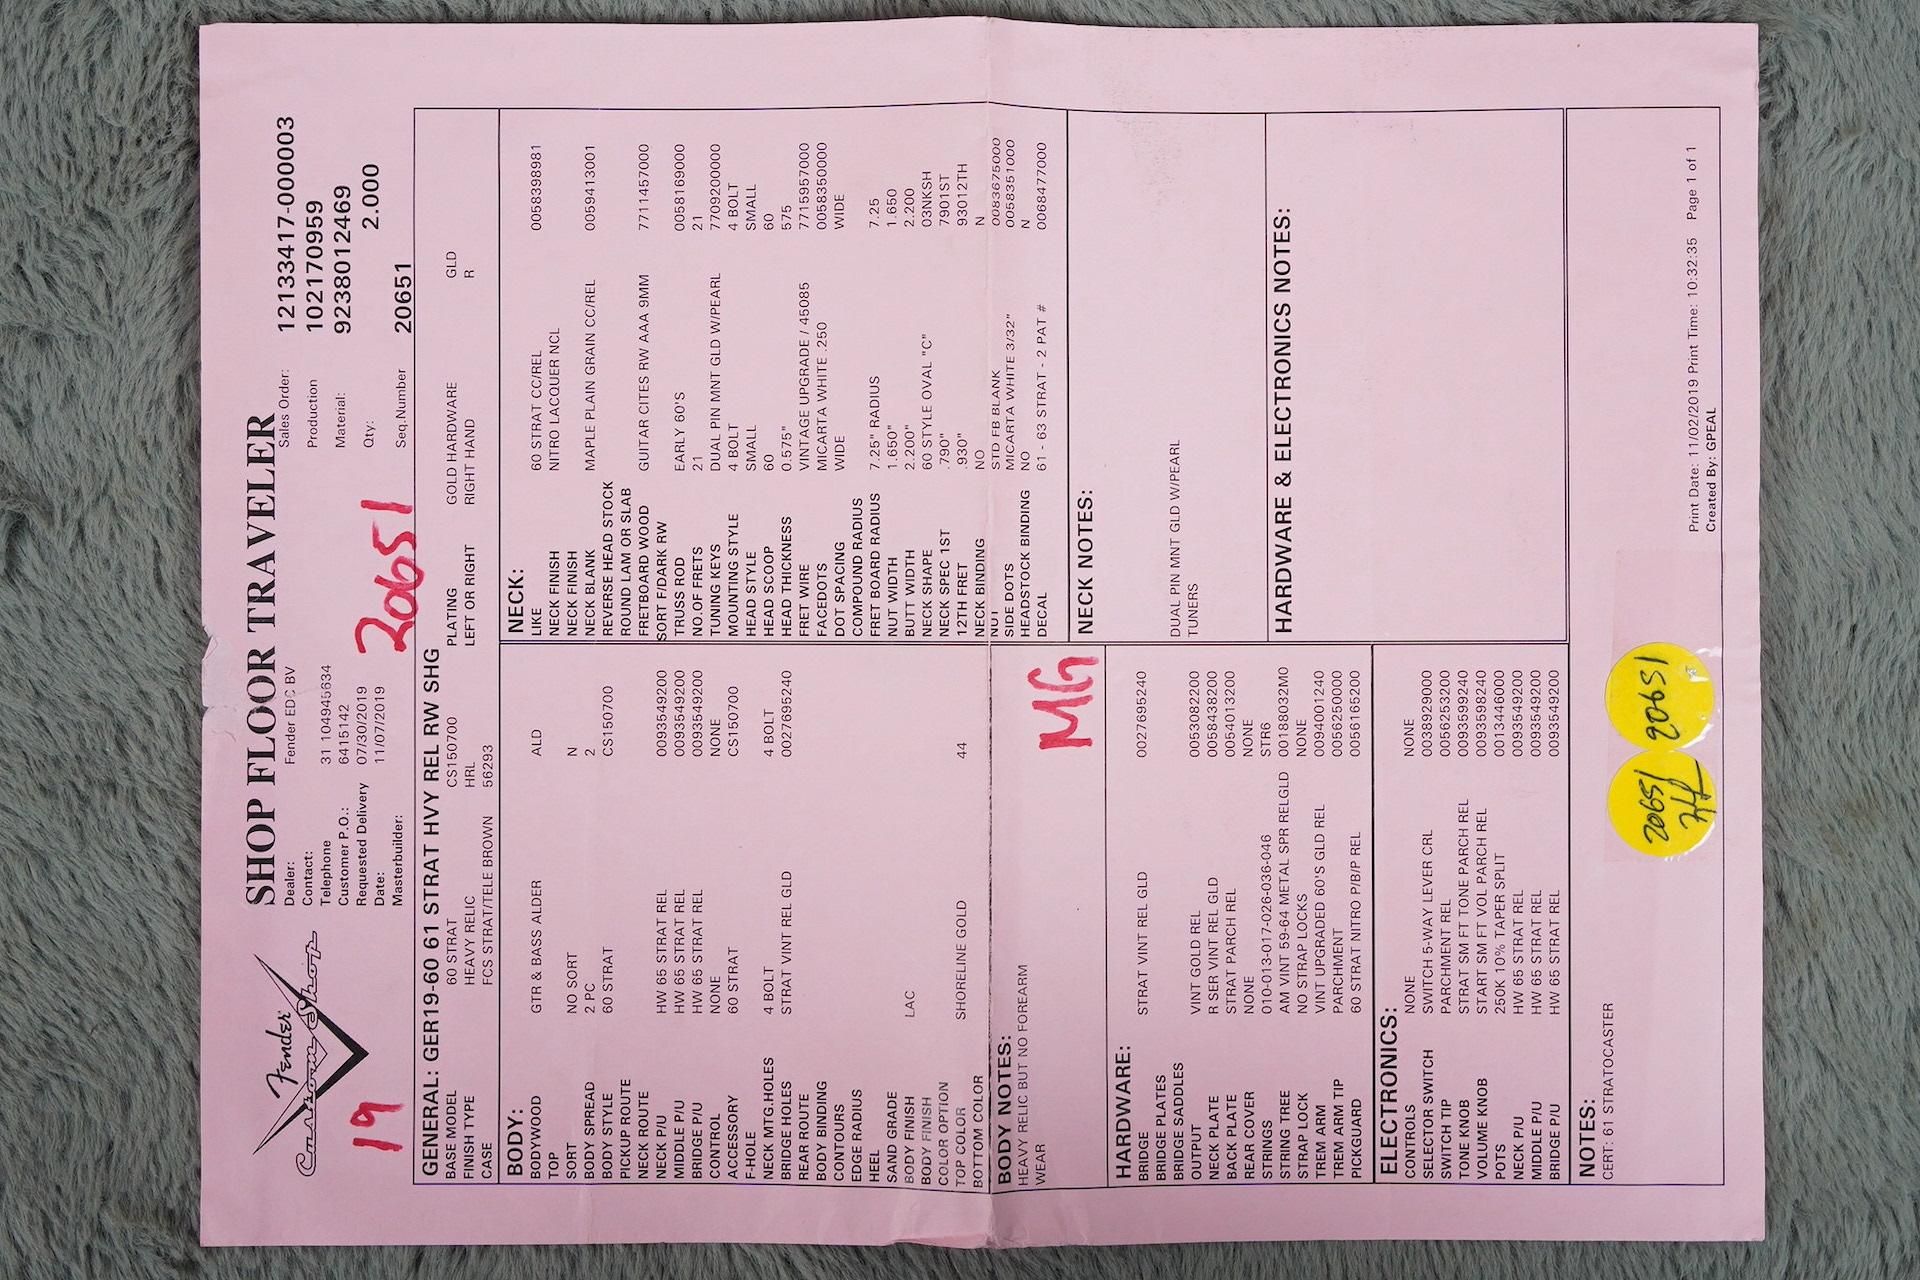 Fender
Custom Shop
19
SHOP FLOOR TRAVELER
Dealer: Fender EDC BV
Contact:
Telephone 31 104945634
Customer P.O.: 6415142
Requested Delivery 07/30/2019
Date: 11/07/2019
Masterbuilder:
20651
Sales Order: 12133417-000003
Production 102170959
Material: 9238012469
Qty: 2.000
Seq.Number 20651
GENERAL: GER19-60 61 STRAT HVY REL RW SHG
BASE MODEL 60 STRAT CS150700 PLATING GOLD HARDWARE GLD
FINISH TYPE HEAVY RELIC HRL LEFT OR RIGHT RIGHT HAND R
CASE FCS STRAT/TELE BROWN 56293
BODY:
BODYWOOD GTR & BASS ALDER ALD
TOP
SORT NO SORT N
BODY SPREAD 2 PC 2
BODY STYLE 60 STRAT CS150700
PICKUP ROUTE
NECK ROUTE
NECK P/U HW 65 STRAT REL 0093549200
MIDDLE P/U HW 65 STRAT REL 0093549200
BRIDGE P/U HW 65 STRAT REL 0093549200
CONTROL NONE NONE
ACCESSORY 60 STRAT CS150700
F-HOLE
NECK MTG.HOLES 4 BOLT 4 BOLT
BRIDGE HOLES STRAT VINT REL GLD 0027695240
REAR ROUTE
BODY BINDING
CONTOURS
EDGE RADIUS
HEEL
SAND GRADE
BODY FINISH LAC
BODY FINISH
COLOR OPTION
TOP COLOR SHORELINE GOLD 44
BOTTOM COLOR
BODY NOTES:
HEAVY RELIC BUT NO FOREARM
WEAR
MG
HARDWARE:
BRIDGE STRAT VINT REL GLD 0027695240
BRIDGE PLATES
BRIDGE SADDLES
OUTPUT VINT GOLD REL 0053082200
NECK PLATE R SER VINT REL GLD 0058438200
BACK PLATE STRAT PARCH REL 0054013200
REAR COVER NONE NONE
STRINGS 010-013-017-026-036-046 STR6
STRING TREE AM VINT 59-64 METAL SPR RELGLD 00188032M0
STRAP LOCK NO STRAP LOCKS NONE
TREM ARM VINT UPGRADED 60'S GLD REL 0094001240
TREM ARM TIP PARCHMENT 0056250000
PICKGUARD 60 STRAT NITRO P/B/P REL 0056165200
ELECTRONICS:
CONTROLS NONE NONE
SELECTOR SWITCH SWITCH 5-WAY LEVER CRL 0038929000
SWITCH TIP PARCHMENT REL 0056253200
TONE KNOB STRAT SM FT TONE PARCH REL 0093599240
VOLUME KNOB START SM FT VOL PARCH REL 0093598240
POTS 250K 10% TAPER SPLIT 0013446000
NECK P/U HW 65 STRAT REL 0093549200
MIDDLE P/U HW 65 STRAT REL 0093549200
BRIDGE P/U HW 65 STRAT REL 0093549200
NECK:
LIKE 60 STRAT CC/REL 0058398981
NECK FINISH NITRO LACQUER NCL
NECK FINISH
NECK BLANK MAPLE PLAIN GRAIN CC/REL 0059413001
REVERSE HEAD STOCK
ROUND LAM OR SLAB
FRETBOARD WOOD GUITAR CITES RW AAA 9MM 7711457000
SORT F/DARK RW
TRUSS ROD EARLY 60'S 0058169000
NO.OF FRETS 21 21
TUNING KEYS DUAL PIN MNT GLD W/PEARL 7709200000
MOUNTING STYLE 4 BOLT 4 BOLT
HEAD STYLE SMALL SMALL
HEAD SCOOP 60 60
HEAD THICKNESS 0.575" 575
FRET WIRE VINTAGE UPGRADE / 45085 7715957000
FACEDOTS MICARTA WHITE .250 0058350000
DOT SPACING WIDE WIDE
COMPOUND RADIUS
FRET BOARD RADIUS 7.25" RADIUS 7.25
NUT WIDTH 1.650" 1.650
BUTT WIDTH 2.200" 2.200
NECK SHAPE 60 STYLE OVAL "C" 03NKSH
NECK SPEC 1ST .790" 7901ST
12TH FRET .930" 93012TH
NECK BINDING NO N
NUT STD FB BLANK 0083675000
SIDE DOTS MICARTA WHITE 3/32" 0058351000
HEADSTOCK BINDING NO N
DECAL 61 - 63 STRAT - 2 PAT # 0068477000
NECK NOTES:
DUAL PIN MNT GLD W/PEARL
TUNERS
HARDWARE & ELECTRONICS NOTES:
NOTES:
CERT: 61 STRATOCASTER
20651
20651
Print Date: 11/02/2019 Print Time: 10:32:35 Page 1 of 1
Created By: GPEAL